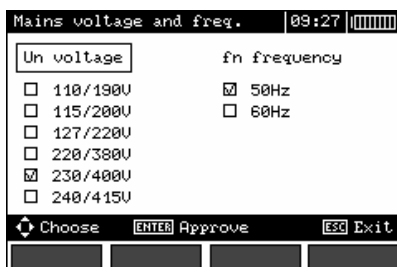 Mains voltage and freq. 09:27
Un voltage fn frequency
110/190V 50Hz
115/200V 60Hz
127/220V
220/380V
230/400V
240/415V
Choose ENTER Approve ESC Exit